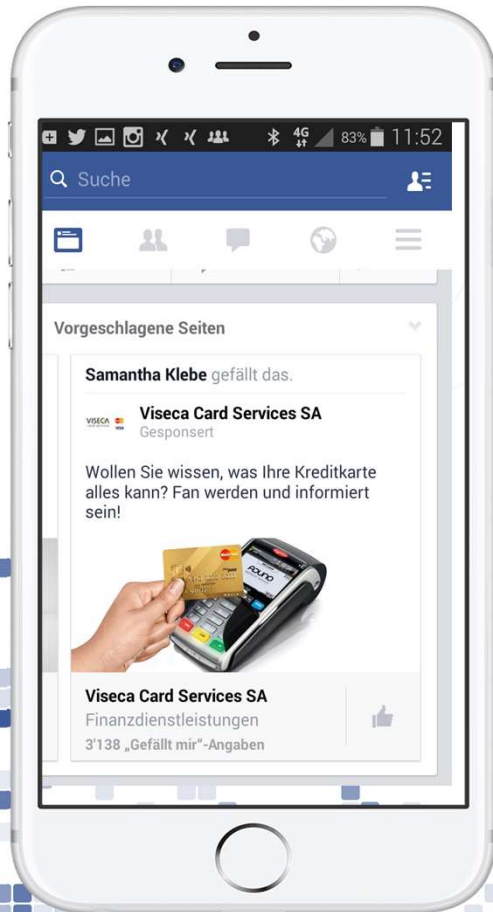 4G 83% 11:52
Suche
Vorgeschlagene Seiten
Samantha Klebe gefällt das.
VISECA
Viseca Card Services SA
Gesponsert
Wollen Sie wissen, was Ihre Kreditkarte
alles kann? Fan werden und informiert
sein!
Viseca Card Services SA
Finanzdienstleistungen
3'138 „Gefällt mir"-Angaben